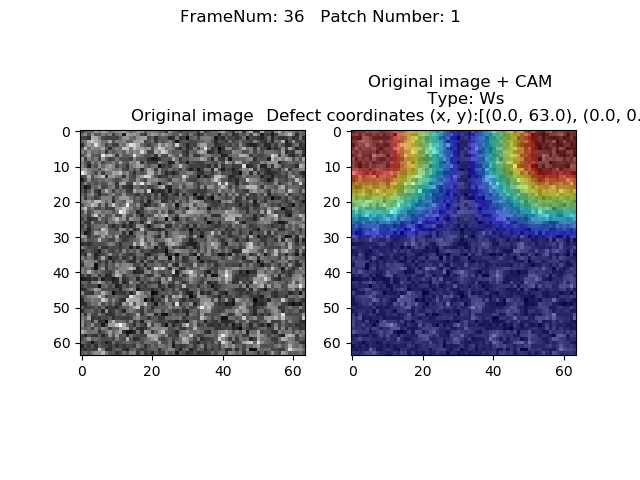 FrameNum: 36   Patch Number: 1
Original image
Original image + CAM
Type: Ws
Defect coordinates (x, y):[(0.0, 63.0), (0.0, 0.
0
10
20
30
40
50
60
0 20 40 60
0
10
20
30
40
50
60
0 20 40 60